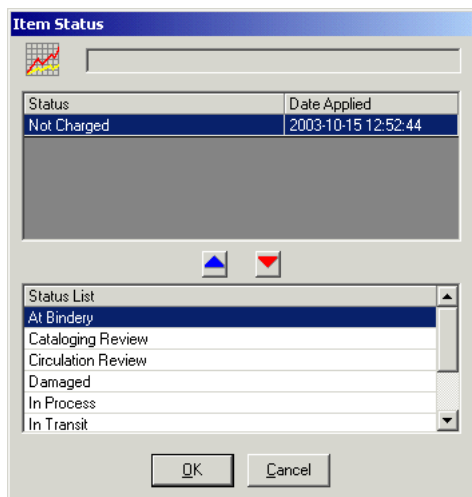 Item Status
Status Date Applied
Not Charged 2003-10-15 12:52:44
Status List
At Bindery
Cataloging Review
Circulation Review
Damaged
In Process
In Transit
OK Cancel